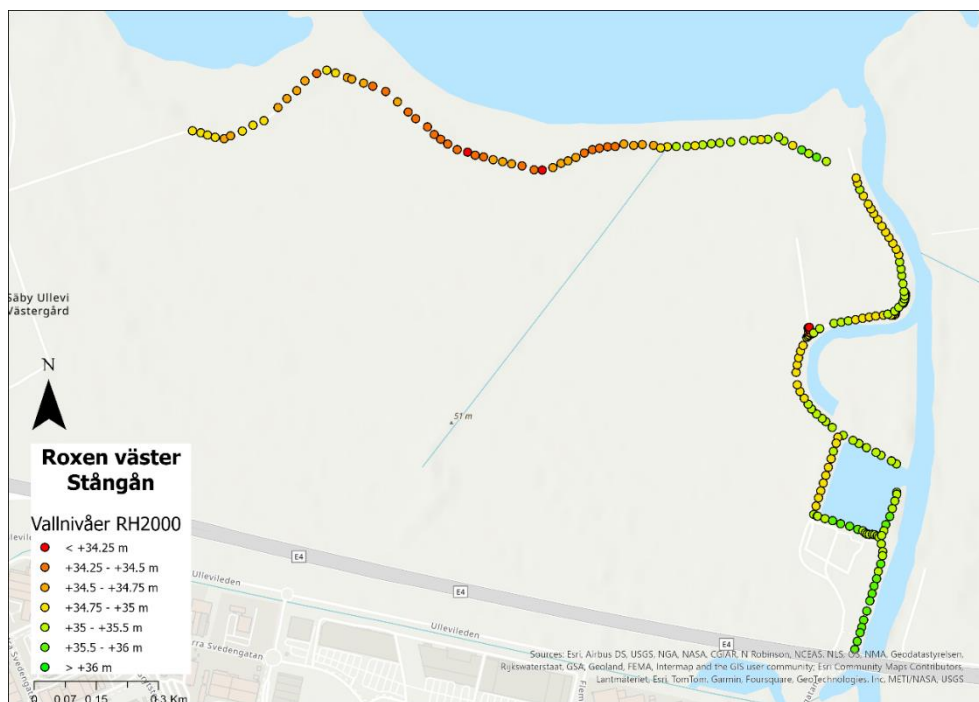 Säby Ullevi
Västergård
N
51 m
Roxen väster
Stångån
Vallnivåer RH2000
< +34.25 m
+34.25 - +34.5 m
+34.5 - +34.75 m
+34.75 - +35 m
+35 - +35.5 m
+35.5 - +36 m
> +36 m
0 0,07 0,15 0,3 Km
E4
E4
E4
Ullevileden
Ullevileden
Svedengatan
Sources: Esri, Airbus DS, USGS, NGA, NASA, CGIAR, N Robinson, NCEAS, NLS, OS, NMA, Geodatastyrelsen,
Rijkswaterstaat, GSA, Geoland, FEMA, Intermap and the GIS user community; Esri Community Maps Contributors,
Lantmäteriet, Esri, TomTom, Garmin, Foursquare, GeoTechnologies, Inc, METI/NASA, USGS